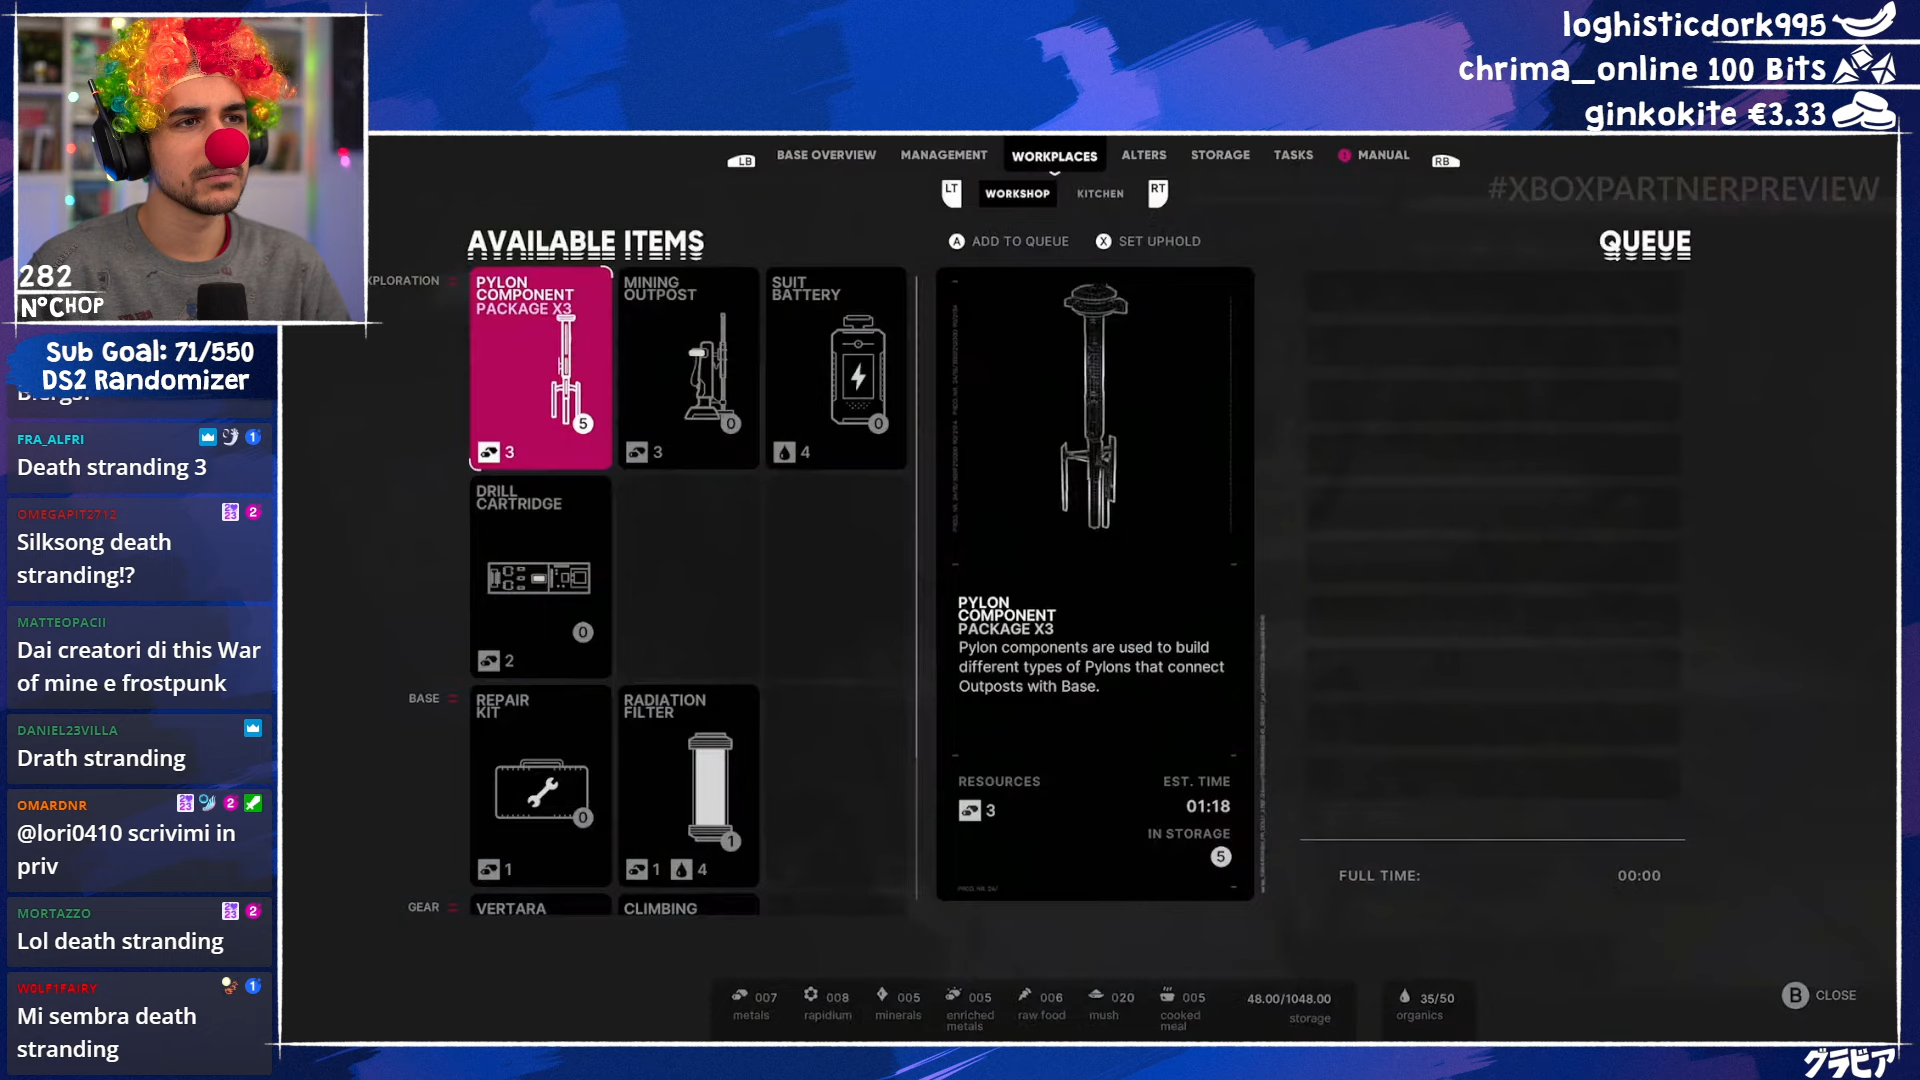 loghisticdork995
chrima_online 100 Bits
ginkokite €3.33
282
N°CHOP
Sub Goal: 71/550
DS2 Randomizer
FRA_ALFRI
Death stranding 3
OMEGAPIT2712
Silksong death
stranding!?
MATTEOPACII
Dai creatori di this War
of mine e frostpunk
DANIEL23VILLA
Drath stranding
OMARDNR
@lori0410 scrivimi in
priv
MORTAZZO
Lol death stranding
W0LF1FAIRY
Mi sembra death
stranding
LB
BASE OVERVIEW
MANAGEMENT
WORKPLACES
ALTERS
STORAGE
TASKS
MANUAL
RB
LT
WORKSHOP
KITCHEN
RT
#XBOXPARTNERPREVIEW
AVAILABLE ITEMS
A ADD TO QUEUE
X SET UPHOLD
QUEUE
XPLORATION
PYLON
COMPONENT
PACKAGE X3
5
3
MINING
OUTPOST
0
3
SUIT
BATTERY
0
4
DRILL
CARTRIDGE
0
2
BASE
REPAIR
KIT
0
1
RADIATION
FILTER
1
1
4
GEAR
VERTARA
CLIMBING
PYLON
COMPONENT
PACKAGE X3
Pylon components are used to build
different types of Pylons that connect
Outposts with Base.
RESOURCES
3
EST. TIME
01:18
IN STORAGE
5
FULL TIME:
00:00
007
metals
008
rapidium
005
minerals
005
enriched
metals
006
raw food
020
mush
005
cooked
meal
48.00/1048.00
storage
35/50
organics
B CLOSE
グラビア